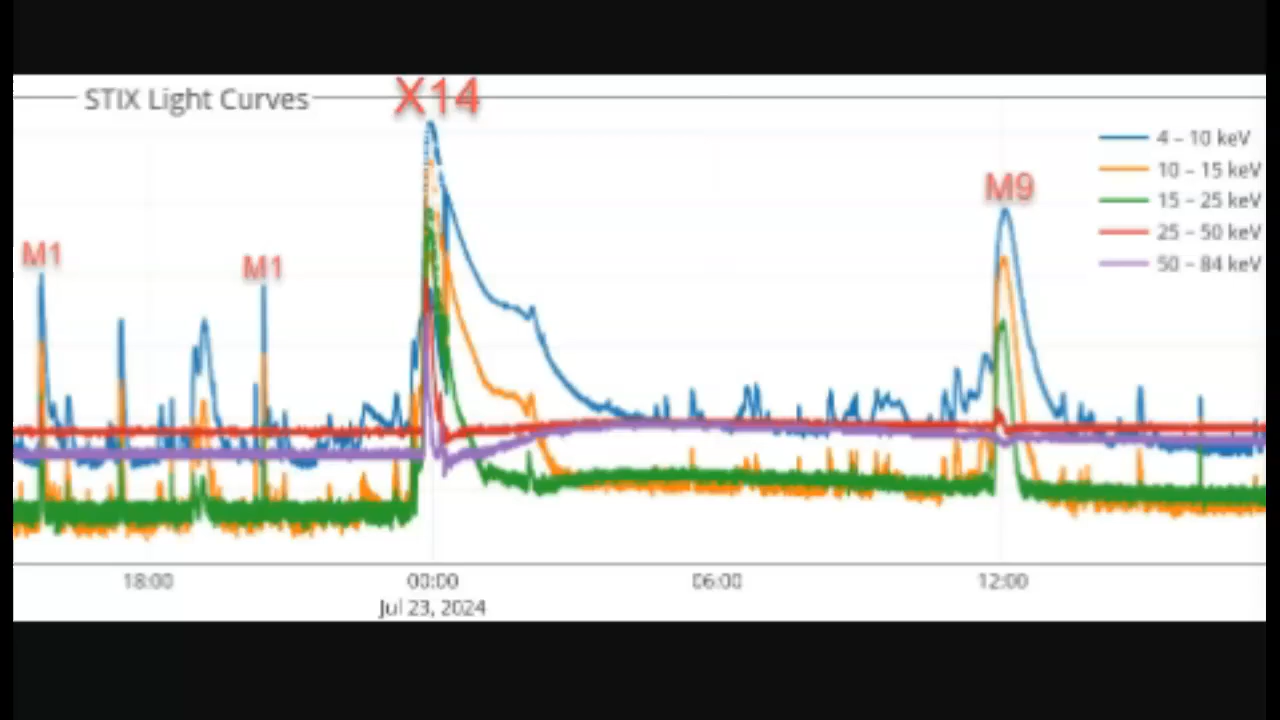 STIX Light Curves
X14
4 – 10 keV
10 – 15 keV
15 – 25 keV
25 – 50 keV
50 – 84 keV
M9
M1
M1
18:00
00:00
06:00
12:00
Jul 23, 2024